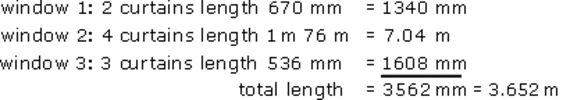 window 1: 2 curtains length 670 mm = 1340 mm
window 2: 4 curtains length 1 m 76 m = 7.04 m
window 3: 3 curtains length 536 mm = 1608 mm
total length = 3562 mm = 3.652 m